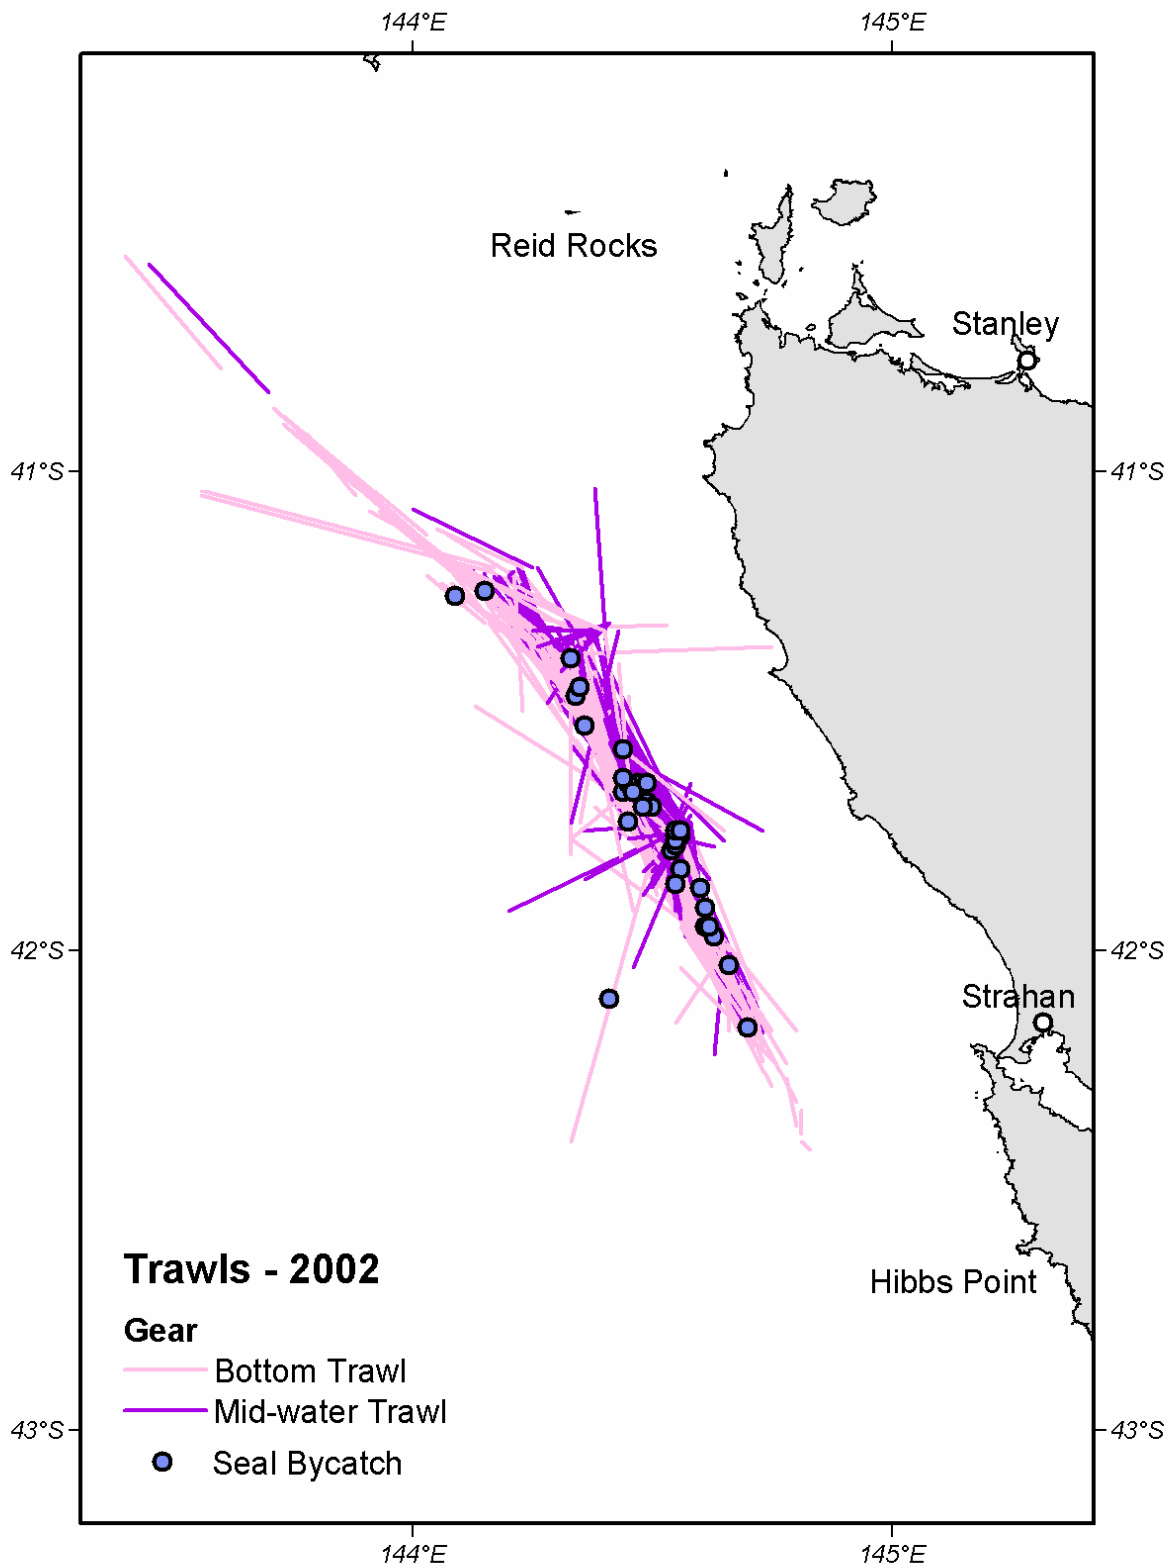 144°E 145°E
Reid Rocks
Stanley
41°S 41°S
42°S 42°S
Strahan
Trawls - 2002
Hibbs Point
Gear
Bottom Trawl
Mid-water Trawl
43°S 43°S
Seal Bycatch
144°E 145°E